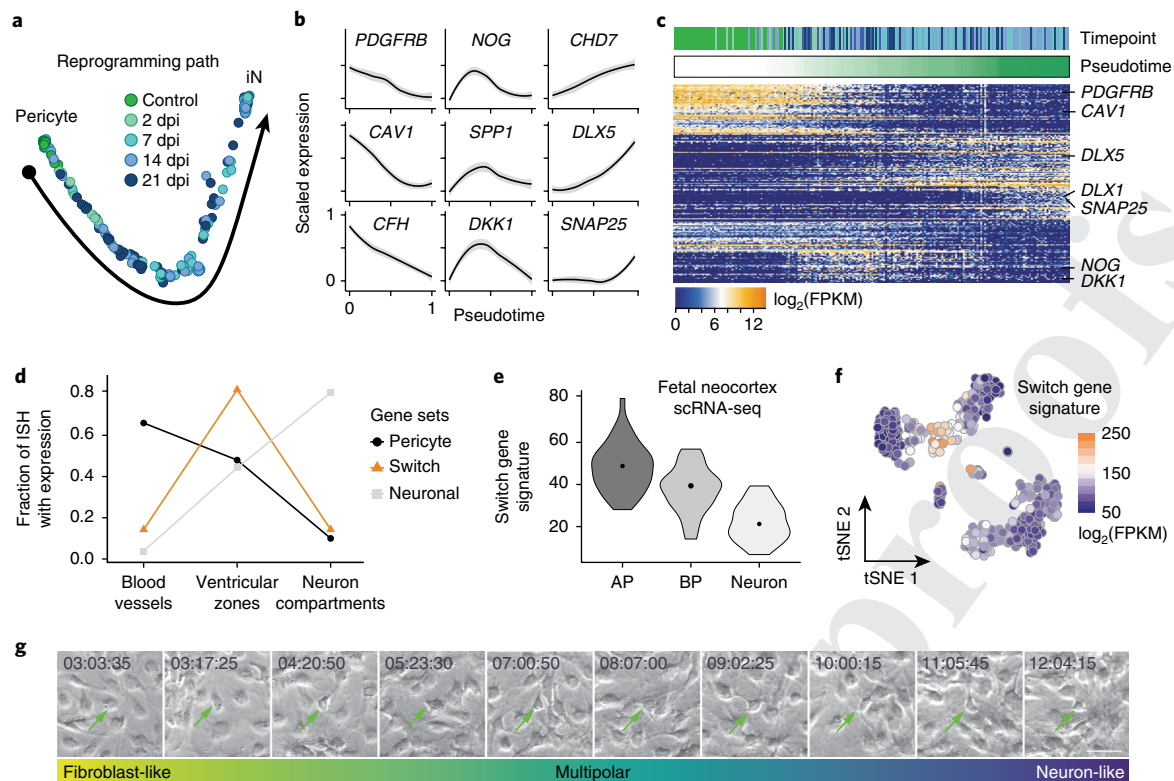 a
Reprogramming path
iN
Pericyte
Control
2 dpi
7 dpi
14 dpi
21 dpi
b
Scaled expression
PDGFRB
NOG
CHD7
CAV1
SPP1
DLX5
CFH
DKK1
SNAP25
1
0
0
1
Pseudotime
c
Timepoint
Pseudotime
PDGFRB
CAV1
DLX5
DLX1
SNAP25
NOG
DKK1
log2(FPKM)
0 6 12
d
Fraction of ISH
with expression
0.8
0.6
0.4
0.2
0.0
Blood
vessels
Ventricular
zones
Neuron
compartments
Gene sets
Pericyte
Switch
Neuronal
e
Fetal neocortex
scRNA-seq
Switch gene
signature
80
60
40
20
AP
BP
Neuron
f
Switch gene
signature
250
150
50
log2(FPKM)
tSNE 2
tSNE 1
proofs
g
03:03:35
03:17:25
04:20:50
05:23:30
07:00:50
08:07:00
09:02:25
10:00:15
11:05:45
12:04:15
Fibroblast-like
Multipolar
Neuron-like